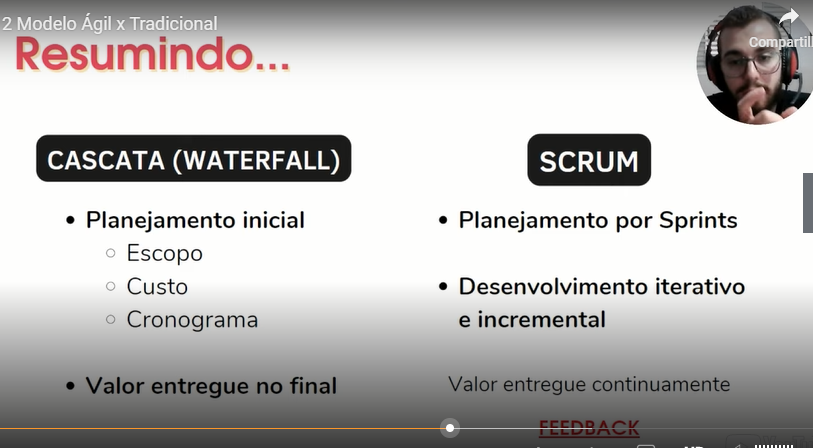 2 Modelo Ágil x Tradicional
Resumindo...
Compartil
CASCATA (WATERFALL)
Planejamento inicial
Escopo
Custo
Cronograma
Valor entregue no final
SCRUM
Planejamento por Sprints
Desenvolvimento iterativo
e incremental
Valor entregue continuamente
FEEDBACK